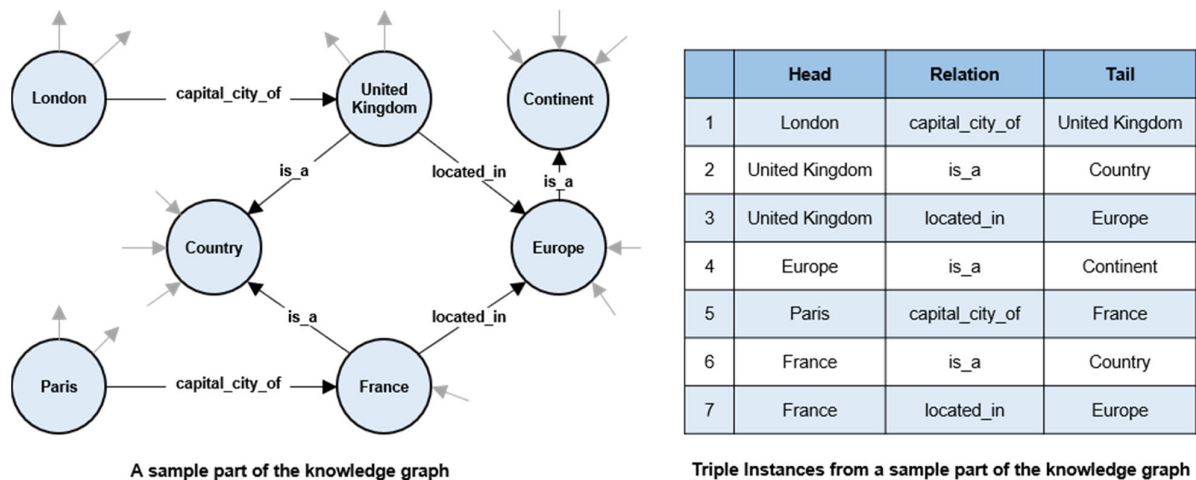 London
capital_city_of
United
Kingdom
Continent
is_a
located_in
is_a
Country
Europe
is_a
located_in
Paris
capital_city_of
France
A sample part of the knowledge graph
Head Relation Tail
1 London capital_city_of United Kingdom
2 United Kingdom is_a Country
3 United Kingdom located_in Europe
4 Europe is_a Continent
5 Paris capital_city_of France
6 France is_a Country
7 France located_in Europe
Triple Instances from a sample part of the knowledge graph